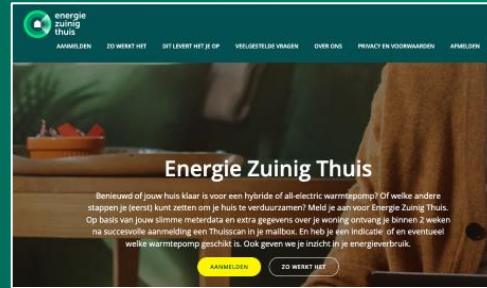 energie
zuinig
thuis
AANMELDEN ZO WERKT HET DIT LEVERT HET JE OP VEELGESTELDE VRAGEN OVER ONS PRIVACY EN VOORWAARDEN AFMELDEN
Energie Zuinig Thuis
Benieuwd of jouw huis klaar is voor een hybride of all-electric warmtepomp? Of welke andere
stappen je (eerst) kunt zetten om je huis te verduurzamen? Meld je aan voor Energie Zuinig Thuis.
Op basis van jouw slimme meterdata en extra gegevens over je woning ontvang je binnen 2 weken
na succesvolle aanmelding een Thuisscan in je mailbox. En heb je een indicatie of en eventueel
welke warmtepomp geschikt is. Ook geven we je inzicht in je energieverbruik.
AANMELDEN ZO WERKT HET